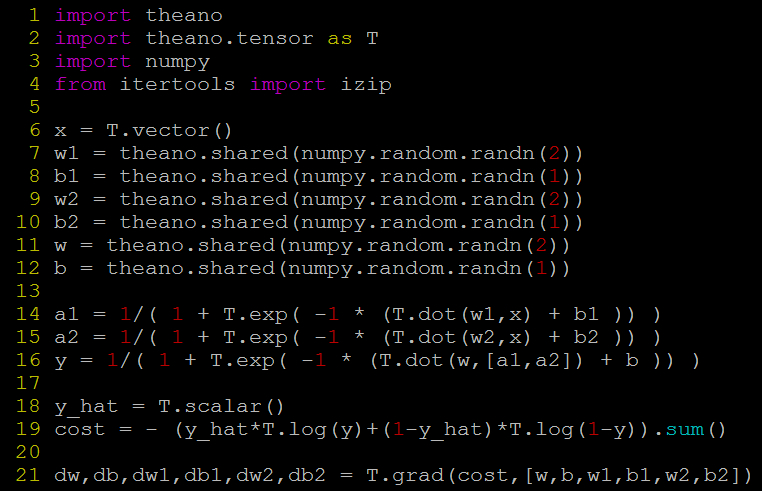 1 import theano
2 import theano.tensor as T
3 import numpy
4 from itertools import izip
5
6 x = T.vector()
7 w1 = theano.shared(numpy.random.randn(2))
8 b1 = theano.shared(numpy.random.randn(1))
9 w2 = theano.shared(numpy.random.randn(2))
10 b2 = theano.shared(numpy.random.randn(1))
11 w = theano.shared(numpy.random.randn(2))
12 b = theano.shared(numpy.random.randn(1))
13
14 a1 = 1/( 1 + T.exp( -1 * (T.dot(w1,x) + b1 )) )
15 a2 = 1/( 1 + T.exp( -1 * (T.dot(w2,x) + b2 )) )
16 y = 1/( 1 + T.exp( -1 * (T.dot(w,[a1,a2]) + b )) )
17
18 y_hat = T.scalar()
19 cost = - (y_hat*T.log(y)+(1-y_hat)*T.log(1-y)).sum()
20
21 dw,db,dw1,db1,dw2,db2 = T.grad(cost,[w,b,w1,b1,w2,b2])